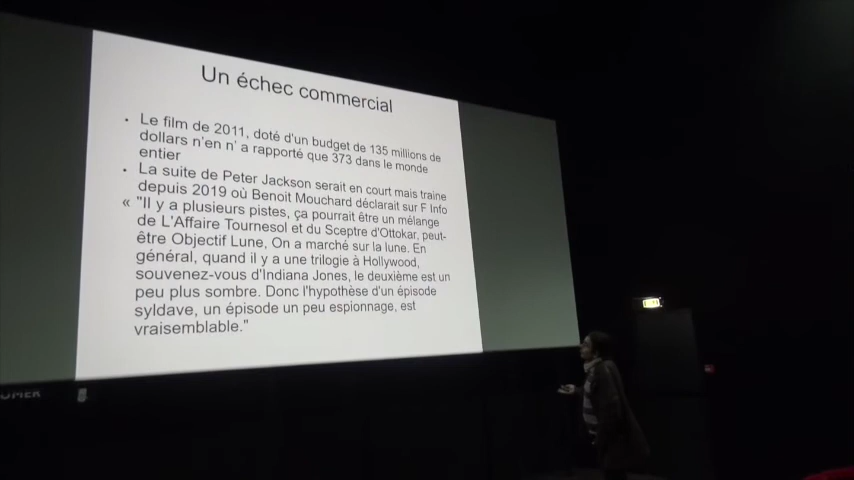 Un échec commercial
• Le film de 2011, doté d'un budget de 135 millions de
dollars n'en n' a rapporté que 373 dans le monde
entier
• La suite de Peter Jackson serait en court mais traine
depuis 2019 où Benoit Mouchard déclarait sur F Info
« "Il y a plusieurs pistes, ça pourrait être un mélange
de L'Affaire Tournesol et du Sceptre d'Ottokar, peut-
être Objectif Lune, On a marché sur la lune. En
général, quand il y a une trilogie à Hollywood,
souvenez-vous d'Indiana Jones, le deuxième est un
peu plus sombre. Donc l'hypothèse d'un épisode
syldave, un épisode un peu espionnage, est
vraisemblable."